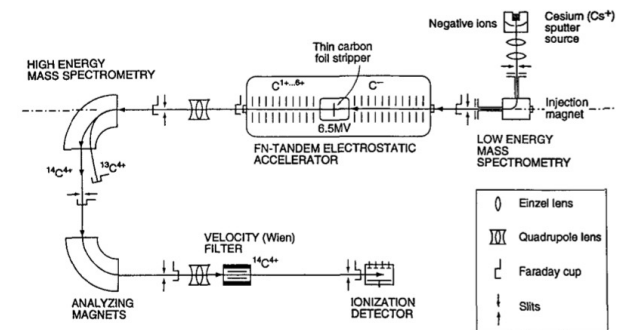 Negative ions
Cesium (Cs+)
sputter
source
Thin carbon
foil stripper
HIGH ENERGY
MASS SPECTROMETRY
C1+...6+
C−
Injection
magnet
6.5MV
FN-TANDEM ELECTROSTATIC
ACCELERATOR
LOW ENERGY
MASS
SPECTROMETRY
14C4+
13C4+
Einzel lens
Quadrupole lens
Faraday cup
Slits
VELOCITY (Wien)
FILTER
14C4+
ANALYZING
MAGNETS
IONIZATION
DETECTOR